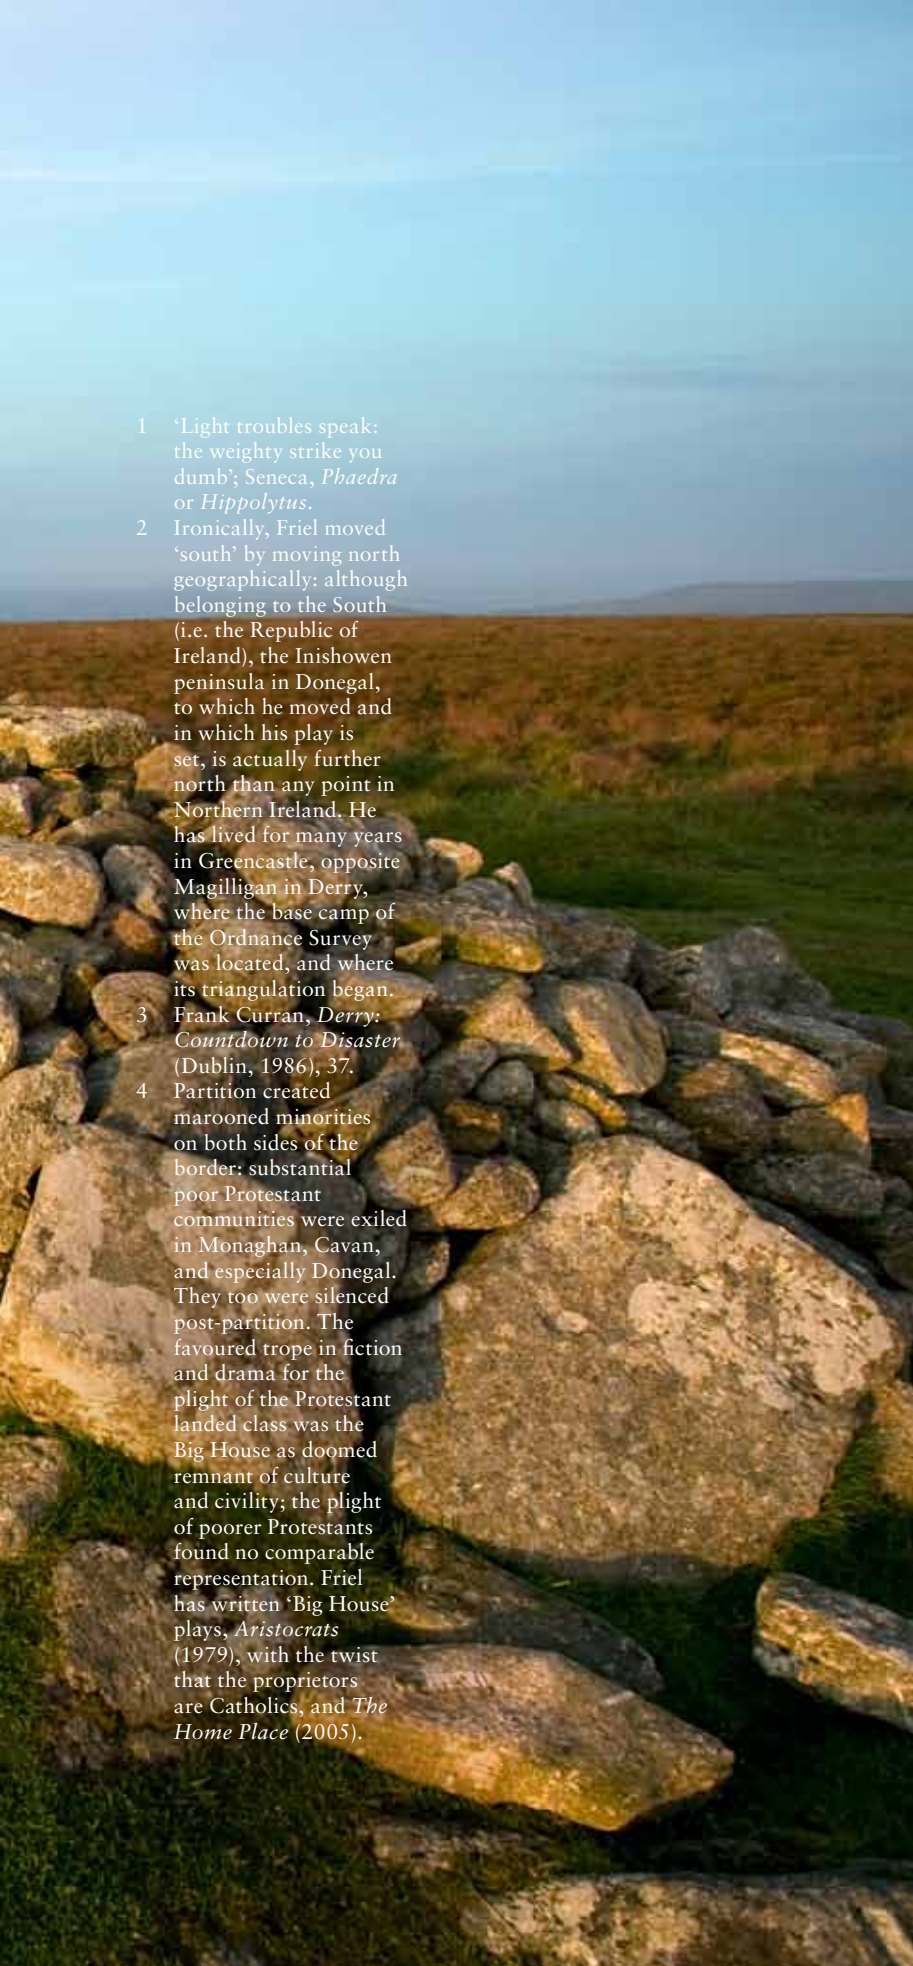 1 ‘Light troubles speak:
the weighty strike you
dumb’; Seneca, Phaedra
or Hippolytus.
2 Ironically, Friel moved
‘south’ by moving north
geographically: although
belonging to the South
(i.e. the Republic of
Ireland), the Inishowen
peninsula in Donegal,
to which he moved and
in which his play is
set, is actually further
north than any point in
Northern Ireland. He
has lived for many years
in Greencastle, opposite
Magilligan in Derry,
where the base camp of
the Ordnance Survey
was located, and where
its triangulation began.
3 Frank Curran, Derry:
Countdown to Disaster
(Dublin, 1986), 37.
4 Partition created
marooned minorities
on both sides of the
border: substantial
poor Protestant
communities were exiled
in Monaghan, Cavan,
and especially Donegal.
They too were silenced
post-partition. The
favoured trope in fiction
and drama for the
plight of the Protestant
landed class was the
Big House as doomed
remnant of culture
and civility; the plight
of poorer Protestants
found no comparable
representation. Friel
has written ‘Big House’
plays, Aristocrats
(1979), with the twist
that the proprietors
are Catholics, and The
Home Place (2005).